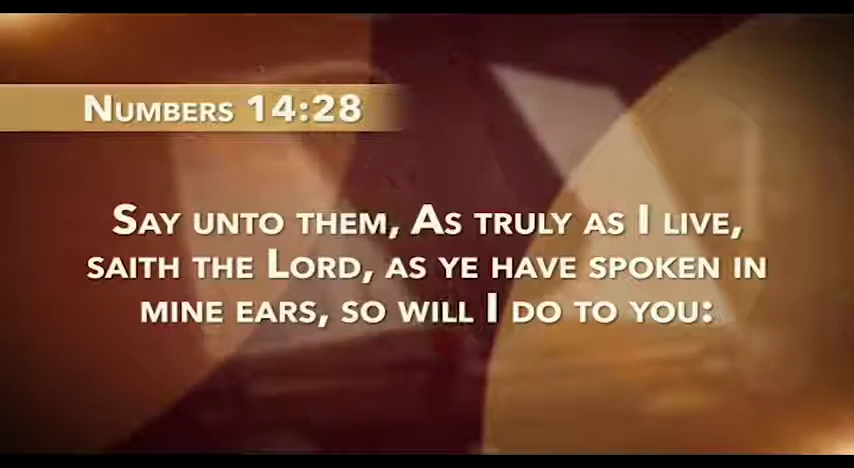 Numbers 14:28
Say unto them, As truly as I live,
saith the Lord, as ye have spoken in
mine ears, so will I do to you: